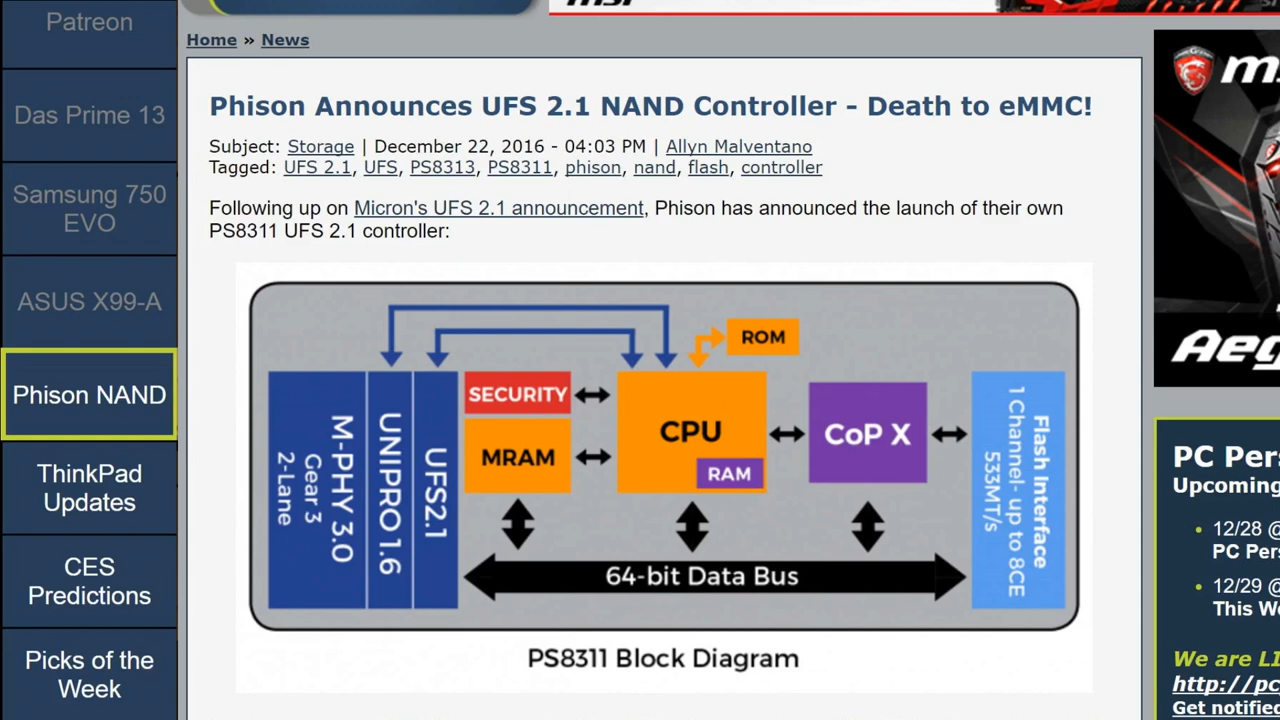 Patreon
Das Prime 13
Samsung 750
EVO
ASUS X99-A
Phison NAND
ThinkPad
Updates
CES
Predictions
Picks of the
Week
Home » News
Phison Announces UFS 2.1 NAND Controller - Death to eMMC!
Subject: Storage | December 22, 2016 - 04:03 PM | Allyn Malventano
Tagged: UFS 2.1, UFS, PS8313, PS8311, phison, nand, flash, controller
Following up on Micron's UFS 2.1 announcement, Phison has announced the launch of their own
PS8311 UFS 2.1 controller:
M-PHY 3.0
Gear 3
2-Lane
UNIPRO 1.6
UFS2.1
SECURITY
MRAM
CPU
RAM
ROM
CoP X
Flash Interface
1 Channel- up to 8CE
533MT/s
64-bit Data Bus
PS8311 Block Diagram
PC Per
Upcoming
• 12/28 @
PC Per
• 12/29 @
This We
We are LI
http://pc
Get notified